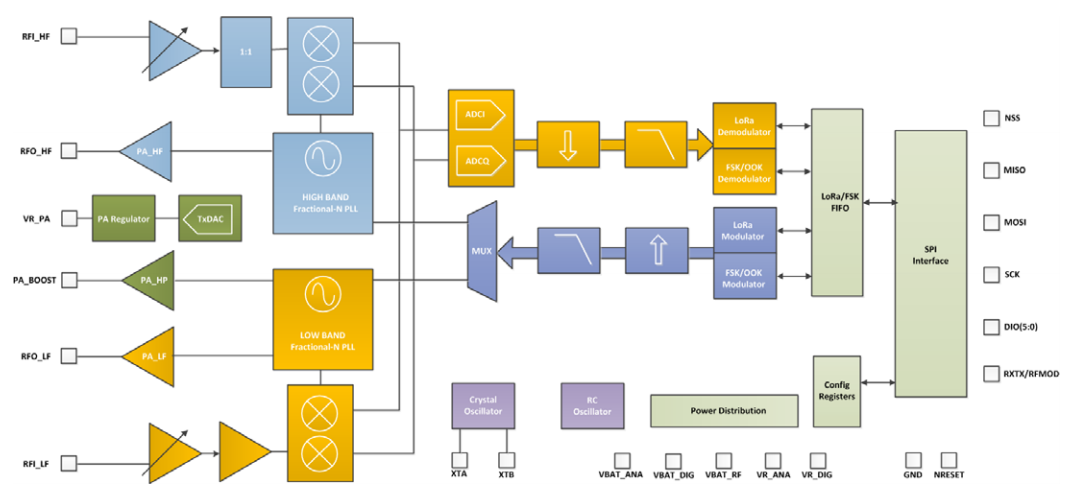 RFI_HF
1:1
RFO_HF
PA_HF
HIGH BAND
Fractional-N PLL
VR_PA
PA Regulator
TxDAC
PA_BOOST
PA_HP
LOW BAND
Fractional-N PLL
RFO_LF
PA_LF
RFI_LF
ADCI
ADCQ
LoRa
Demodulator
FSK/OOK
Demodulator
MUX
LoRa
Modulator
FSK/OOK
Modulator
LoRa/FSK
FIFO
SPI
Interface
Config
Registers
NSS
MISO
MOSI
SCK
DIO(5:0)
RXTX/RFMOD
Crystal
Oscillator
RC
Oscillator
Power Distribution
XTA
XTB
VBAT_ANA
VBAT_DIG
VBAT_RF
VR_ANA
VR_DIG
GND
NRESET